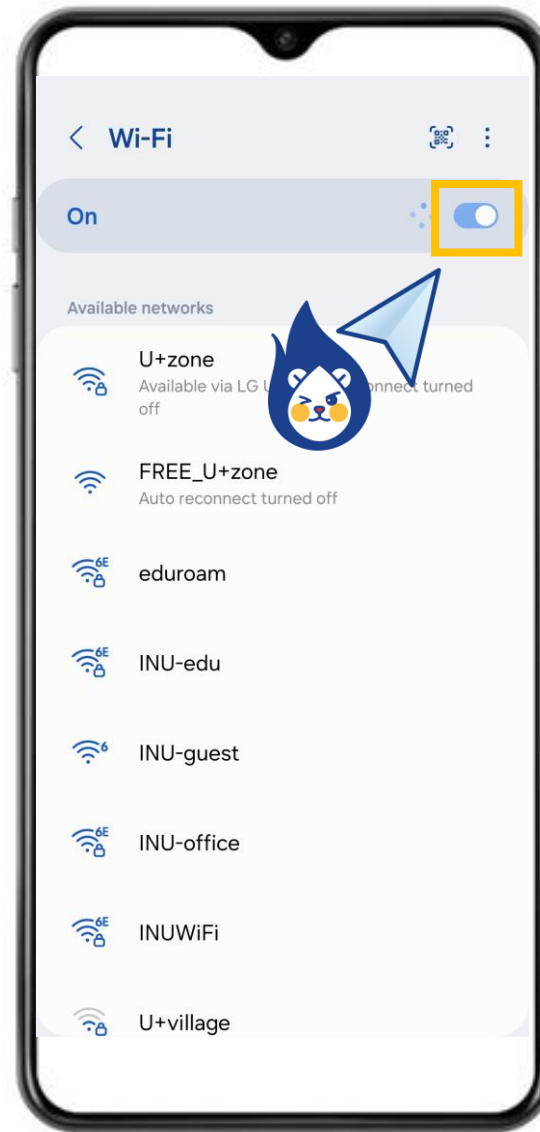 Wi-Fi
On
Available networks
U+zone
Available via LG U onnect turned
off
FREE_U+zone
Auto reconnect turned off
6E
eduroam
6E
INU-edu
6
INU-guest
6E
INU-office
6E
INUWiFi
U+village